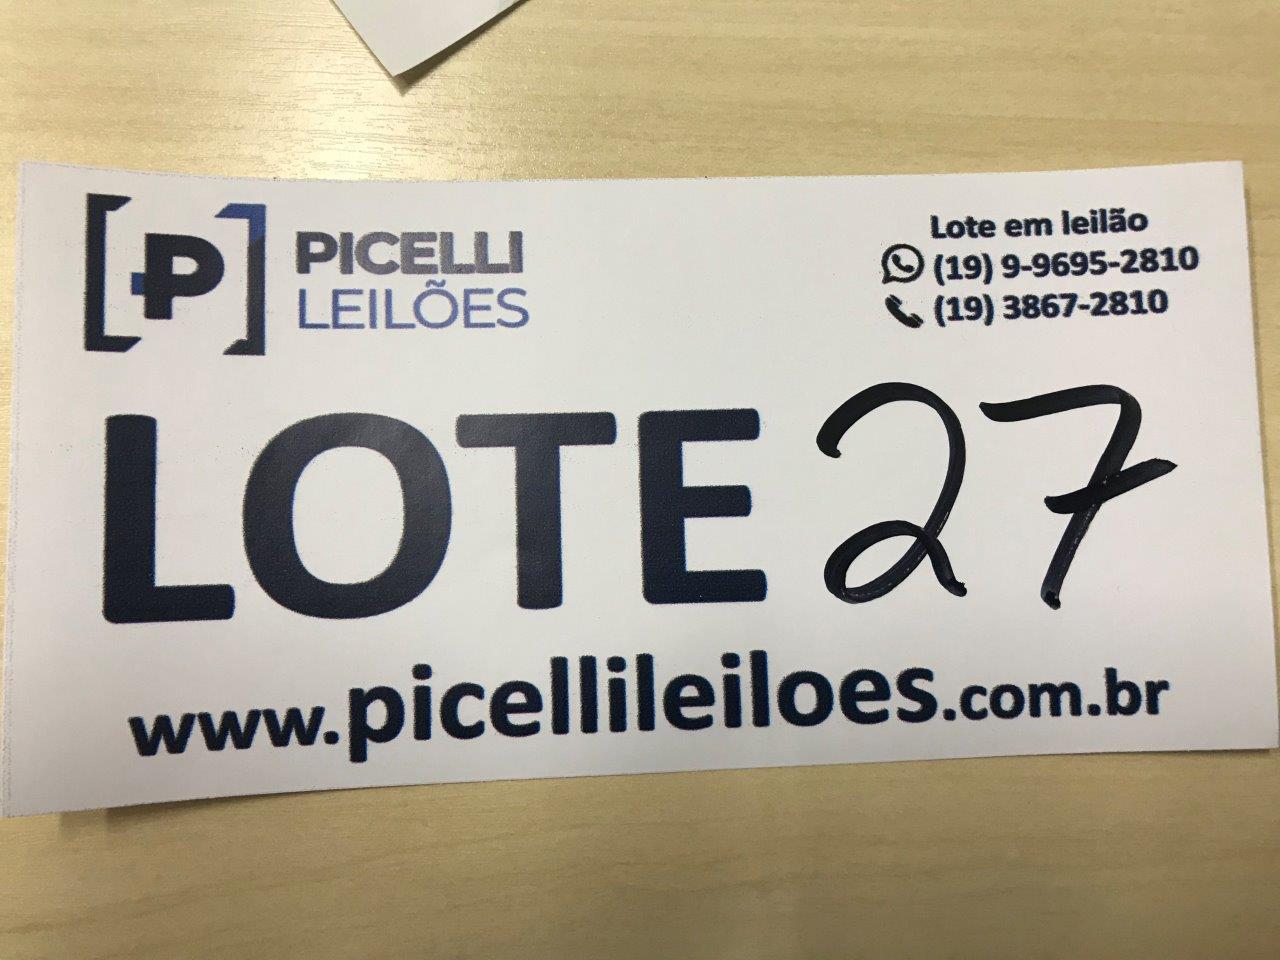 [P]
PICELLI
LEILÕES
Lote em leilão
(19) 9-9695-2810
(19) 3867-2810
LOTE 27
www.picellileiloes.com.br